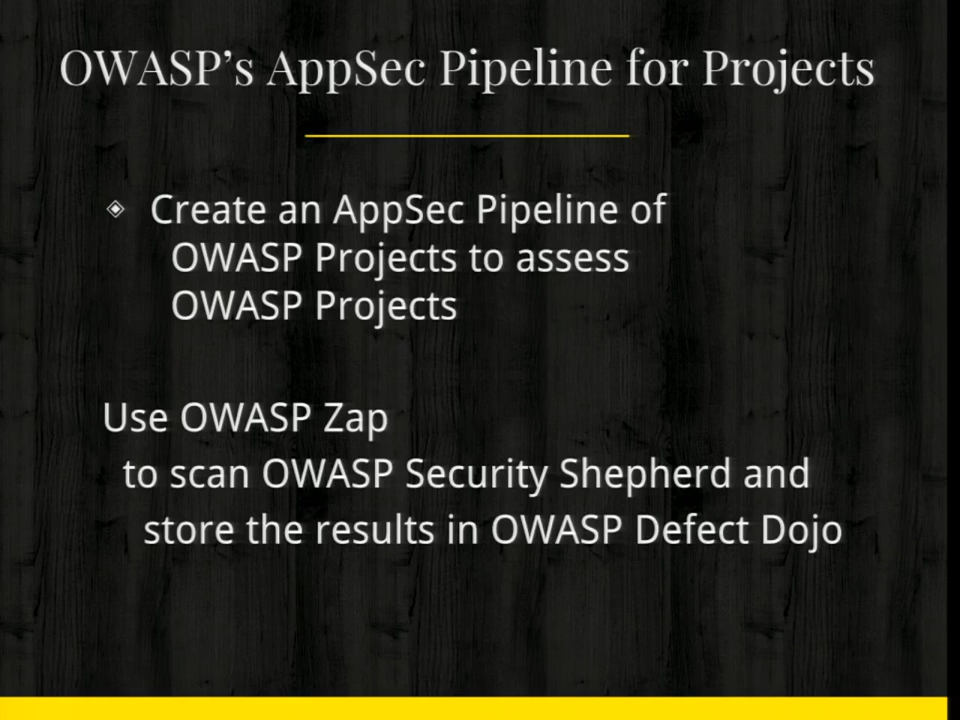 OWASP’s AppSec Pipeline for Projects
Create an AppSec Pipeline of
OWASP Projects to assess
OWASP Projects
Use OWASP Zap
to scan OWASP Security Shepherd and
store the results in OWASP Defect Dojo